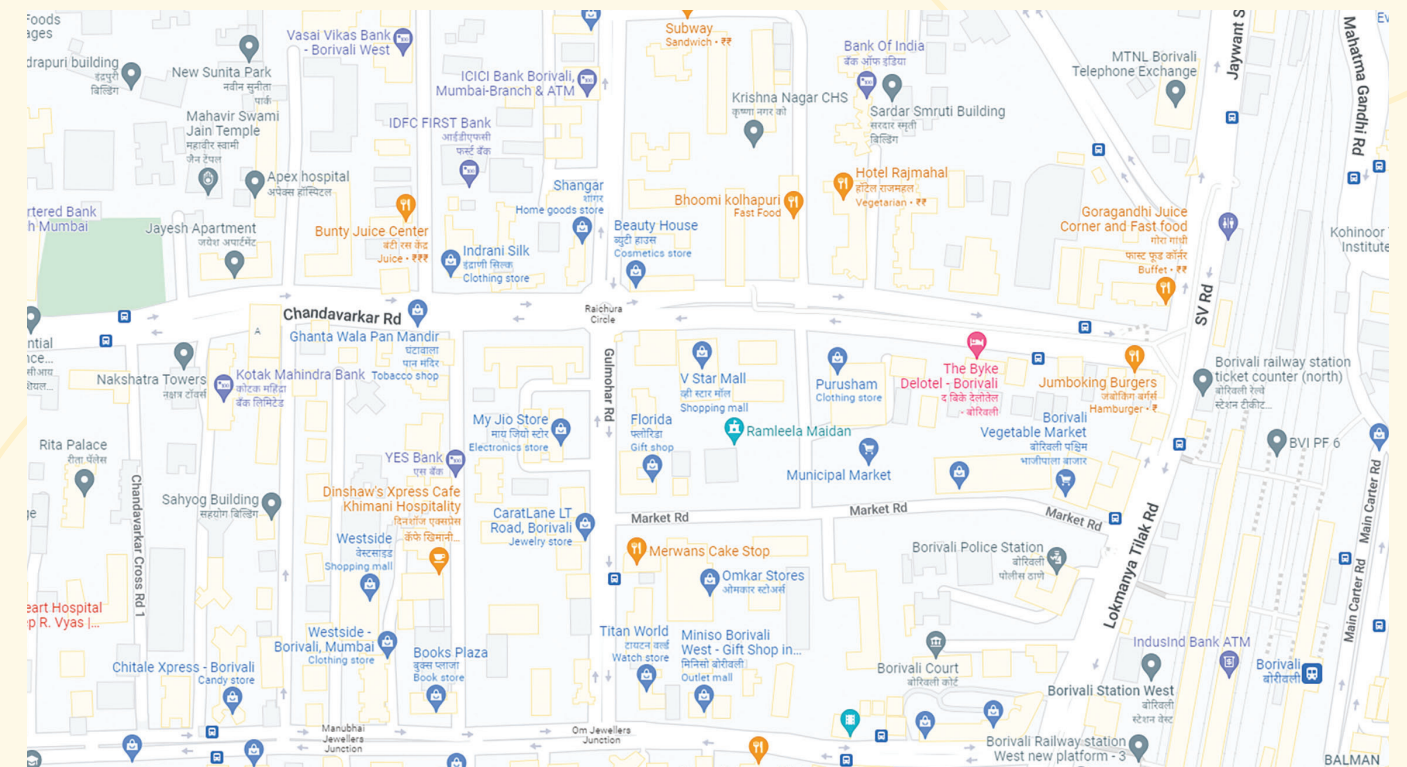 Foods
ages
drapuri building
इंद्रपुरी
बिल्डिंग
New Sunita Park
नवीन सुनीता
पार्क
Vasai Vikas Bank
- Borivali West
ICICI Bank Borivali,
Mumbai-Branch & ATM
Subway
Sandwich • ₹₹
Bank Of India
बँक ऑफ इंडिया
MTNL Borivali
Telephone Exchange
Jaywant S
Mahatma Gandhi Rd
Ev
Mahavir Swami
Jain Temple
महावीर स्वामी
जैन टेंपल
IDFC FIRST Bank
आईडीएफसी
फर्स्ट बँक
Krishna Nagar CHS
कृष्णा नगर को
Sardar Smruti Building
सरदार स्मृती
बिल्डिंग
Apex hospital
अपेक्स हॉस्पिटल
Shangar
शांगर
Home goods store
Bhoomi kolhapuri
Fast Food
Hotel Rajmahal
हॉटेल राजमहल
Vegetarian • ₹₹
rtered Bank
h Mumbai
Jayesh Apartment
जयेश अपार्टमेंट
Bunty Juice Center
बंटी रस केंद्र
Juice • ₹₹₹
Indrani Silk
इंद्राणी सिल्क
Clothing store
Beauty House
ब्युटी हाउस
Cosmetics store
Goragandhi Juice
Corner and Fast food
गोरा गांधी
फास्ट फूड कॉर्नर
Buffet • ₹₹
Kohinoor
Institute
Chandavarkar Rd
Raichura
Circle
SV Rd
A
Ghanta Wala Pan Mandir
घंटावाला
पान मंदिर
Tobacco shop
ential
nce...
सीआय
शियल...
Nakshatra Towers
नक्षत्र टॉवर्स
Kotak Mahindra Bank
कोटक महिंद्रा
बँक लिमिटेड
Gulmohar Rd
V Star Mall
व्ही स्टार मॉल
Shopping mall
Purusham
Clothing store
The Byke
Delotel - Borivali
द बिके देलोतेल
- बोरिवली
Jumboking Burgers
जंबोकिंग बर्गर्स
Hamburger • ₹
Borivali railway station
ticket counter (north)
बोरिवली रेल्वे
स्टेशन टीकीट...
My Jio Store
माय जियो स्टोर
Electronics store
Florida
फ्लोरिडा
Gift shop
Ramleela Maidan
Borivali
Vegetable Market
बोरिवली पश्चिम
भाजीपाला बाजार
BVI PF 6
Rita Palace
रीता पॅलेस
YES Bank
एस बँक
Municipal Market
Dinshaw's Xpress Cafe
Khimani Hospitality
दिनशॉज एक्सप्रेस
कॅफे खिमानी...
Sahyog Building
सहयोग बिल्डिंग
ge
Chandavarkar Cross Rd 1
CaratLane LT
Road, Borivali
Jewelry store
Market Rd
Market Rd
Market Rd
Main Carter Rd
Westside
वेस्टसाइड
Shopping mall
Merwans Cake Stop
Borivali Police Station
बोरिवली
पोलीस ठाणे
Lokmanya Tilak Rd
Omkar Stores
ओमकार स्टोअर्स
Main Carter Rd
eart Hospital
ep R. Vyas |...
Westside -
Borivali, Mumbai
Clothing store
Titan World
टायटन वर्ल्ड
Watch store
Miniso Borivali
West - Gift Shop in...
मिनिसो बोरीवली
Outlet mall
Borivali Court
बोरिवली कोर्ट
IndusInd Bank ATM
Borivali
बोरीवली
Chitale Xpress - Borivali
Candy store
Books Plaza
बुक्स प्लाजा
Book store
Borivali Station West
बोरिवली
स्टेशन वेस्ट
Manubhai
Jewellers
Junction
Om Jewellers
Junction
Borivali Railway station
West new platform - 3
BALMAN